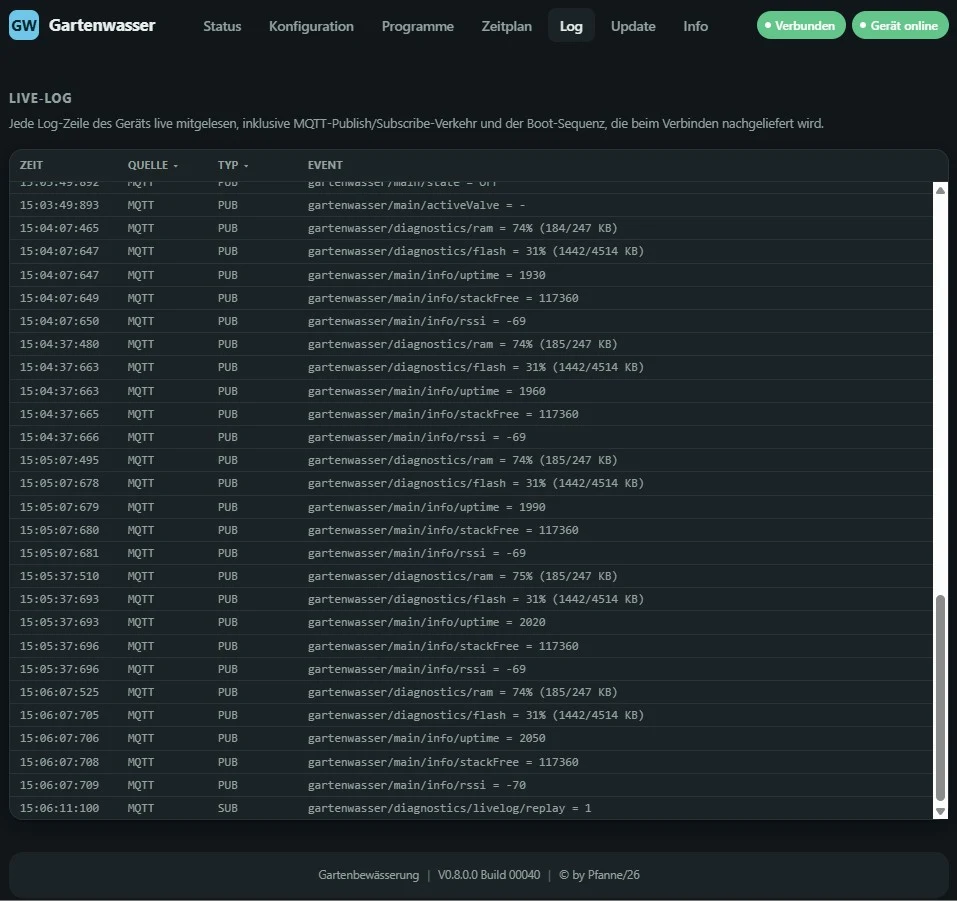 GW Gartenwasser Status Konfiguration Programme Zeitplan Log Update Info Verbunden Gerät online
LIVE-LOG
Jede Log-Zeile des Geräts live mitgelesen, inklusive MQTT-Publish/Subscribe-Verkehr und der Boot-Sequenz, die beim Verbinden nachgeliefert wird.
ZEIT QUELLE TYP EVENT
15:03:49:892 MQTT PUB gartenwasser/main/state = off
15:03:49:893 MQTT PUB gartenwasser/main/activeValve = -
15:04:07:465 MQTT PUB gartenwasser/diagnostics/ram = 74% (184/247 KB)
15:04:07:647 MQTT PUB gartenwasser/diagnostics/flash = 31% (1442/4514 KB)
15:04:07:647 MQTT PUB gartenwasser/main/info/uptime = 1930
15:04:07:649 MQTT PUB gartenwasser/main/info/stackFree = 117360
15:04:07:650 MQTT PUB gartenwasser/main/info/rssi = -69
15:04:37:480 MQTT PUB gartenwasser/diagnostics/ram = 74% (185/247 KB)
15:04:37:663 MQTT PUB gartenwasser/diagnostics/flash = 31% (1442/4514 KB)
15:04:37:663 MQTT PUB gartenwasser/main/info/uptime = 1960
15:04:37:665 MQTT PUB gartenwasser/main/info/stackFree = 117360
15:04:37:666 MQTT PUB gartenwasser/main/info/rssi = -69
15:05:07:495 MQTT PUB gartenwasser/diagnostics/ram = 74% (185/247 KB)
15:05:07:678 MQTT PUB gartenwasser/diagnostics/flash = 31% (1442/4514 KB)
15:05:07:679 MQTT PUB gartenwasser/main/info/uptime = 1990
15:05:07:680 MQTT PUB gartenwasser/main/info/stackFree = 117360
15:05:07:681 MQTT PUB gartenwasser/main/info/rssi = -69
15:05:37:510 MQTT PUB gartenwasser/diagnostics/ram = 75% (185/247 KB)
15:05:37:693 MQTT PUB gartenwasser/diagnostics/flash = 31% (1442/4514 KB)
15:05:37:693 MQTT PUB gartenwasser/main/info/uptime = 2020
15:05:37:696 MQTT PUB gartenwasser/main/info/stackFree = 117360
15:05:37:696 MQTT PUB gartenwasser/main/info/rssi = -69
15:06:07:525 MQTT PUB gartenwasser/diagnostics/ram = 74% (185/247 KB)
15:06:07:705 MQTT PUB gartenwasser/diagnostics/flash = 31% (1442/4514 KB)
15:06:07:706 MQTT PUB gartenwasser/main/info/uptime = 2050
15:06:07:708 MQTT PUB gartenwasser/main/info/stackFree = 117360
15:06:07:709 MQTT PUB gartenwasser/main/info/rssi = -70
15:06:11:100 MQTT SUB gartenwasser/diagnostics/livelog/replay = 1
Gartenbewässerung | V0.8.0.0 Build 00040 | © by Pfanne/26